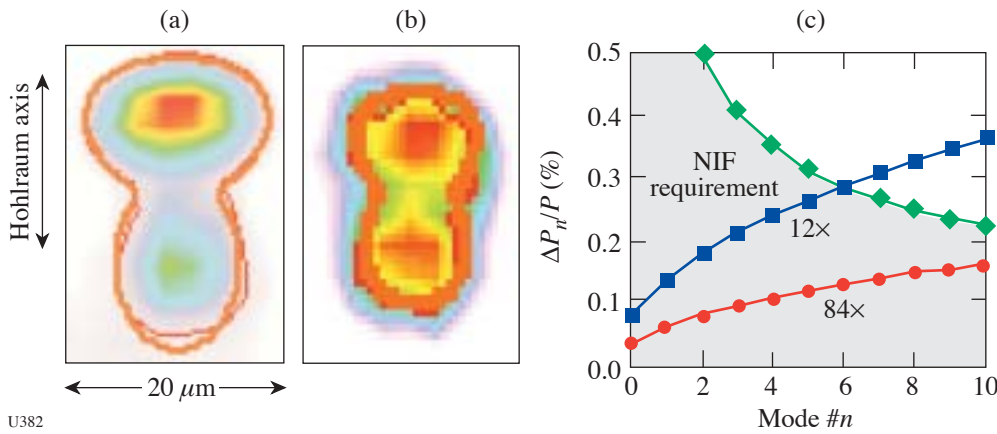 (a)
(b)
(c)
Hohlraum axis
20 μm
U382
ΔPn/P (%)
0.5
0.4
0.3
0.2
0.1
0.0
NIF
requirement
12×
84×
0 2 4 6 8 10
Mode #n